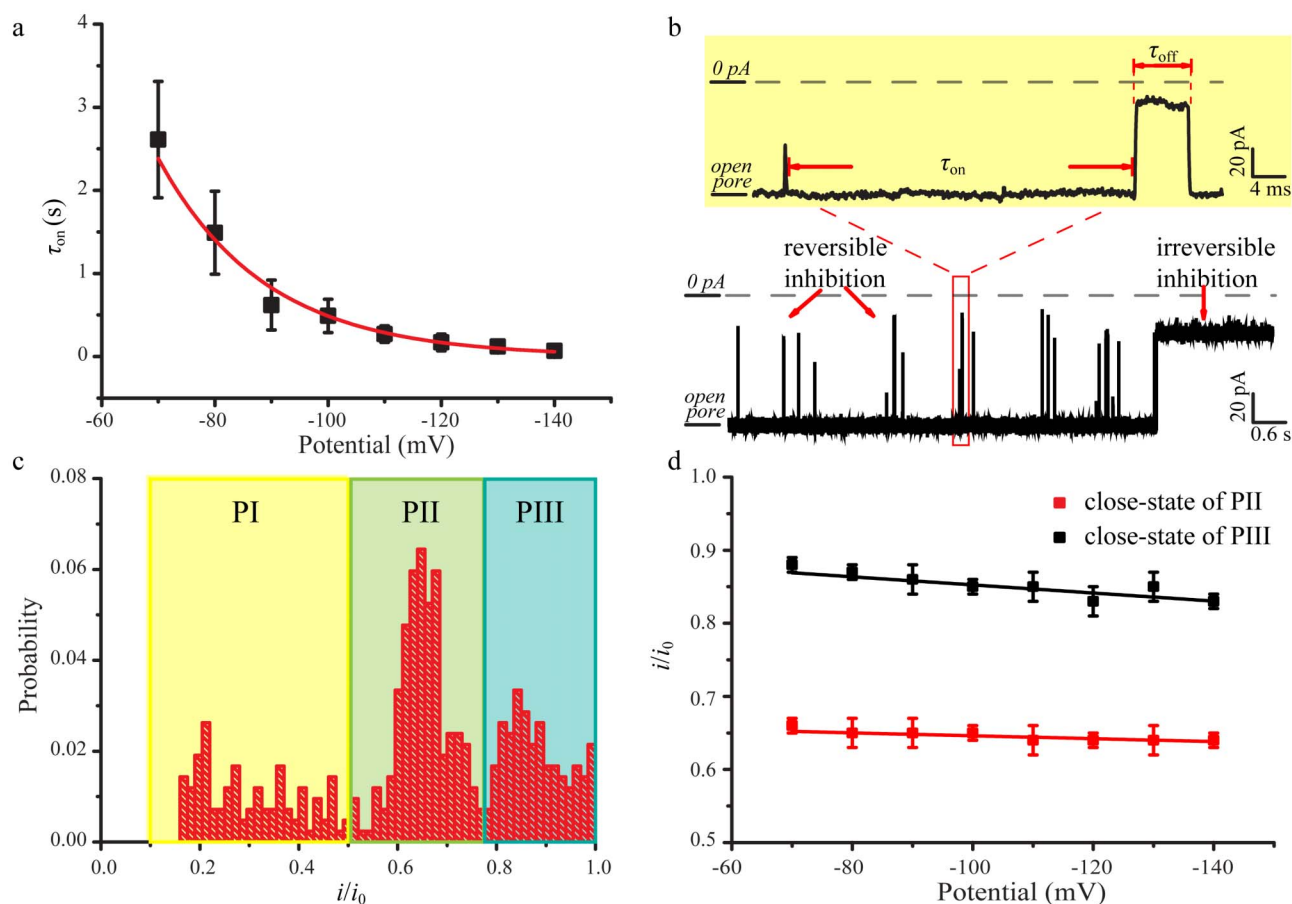 a
4
3
2
1
0
τon (s)
-60
-80
-100
-120
-140
Potential (mV)
b
0 pA
τoff
open
pore
τon
20 pA
4 ms
reversible
inhibition
irreversible
inhibition
0 pA
open
pore
20 pA
0.6 s
c
0.08
0.06
0.04
0.02
0.00
Probability
PI
PII
PIII
0.0
0.2
0.4
0.6
0.8
1.0
i/i0
d
1.0
0.9
0.8
0.7
0.6
0.5
i/i0
close-state of PII
close-state of PIII
-60
-80
-100
-120
-140
Potential (mV)